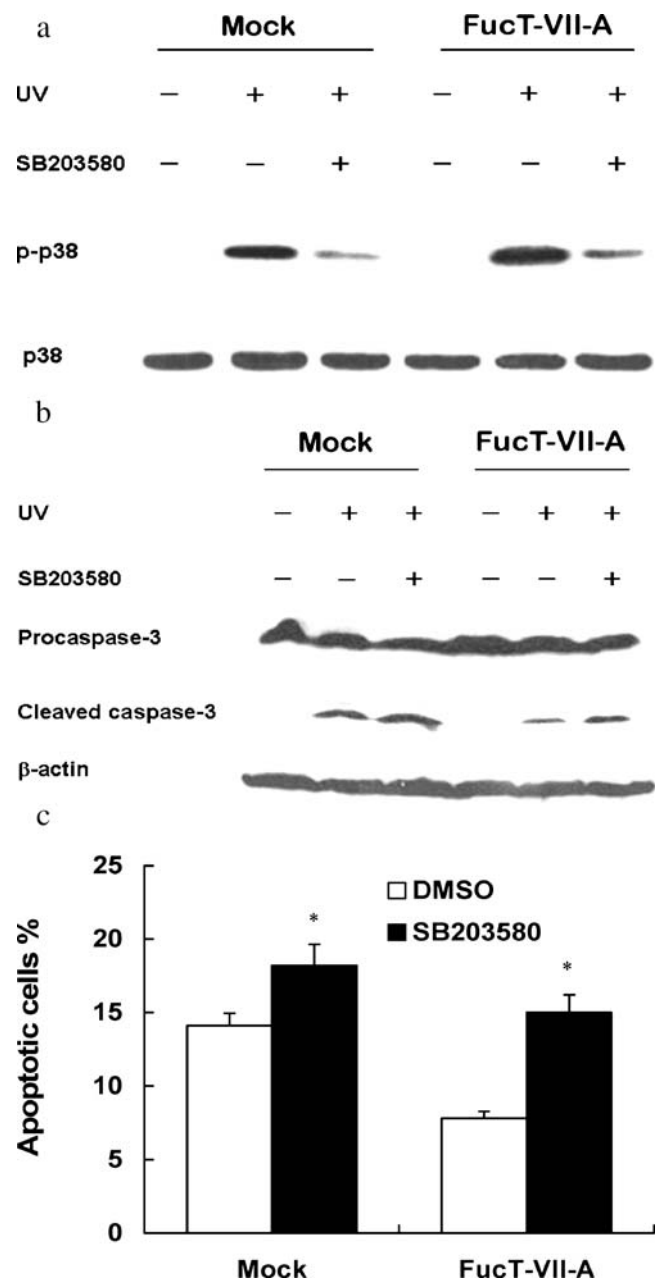 a
Mock FucT-VII-A
UV − + + − + +
SB203580 − − + − − +
p-p38
p38
b
Mock FucT-VII-A
UV − + + − + +
SB203580 − − + − − +
Procaspase-3
Cleaved caspase-3
β-actin
c
25
20
15
10
5
0
Apoptotic cells %
DMSO
SB203580
* *
Mock FucT-VII-A